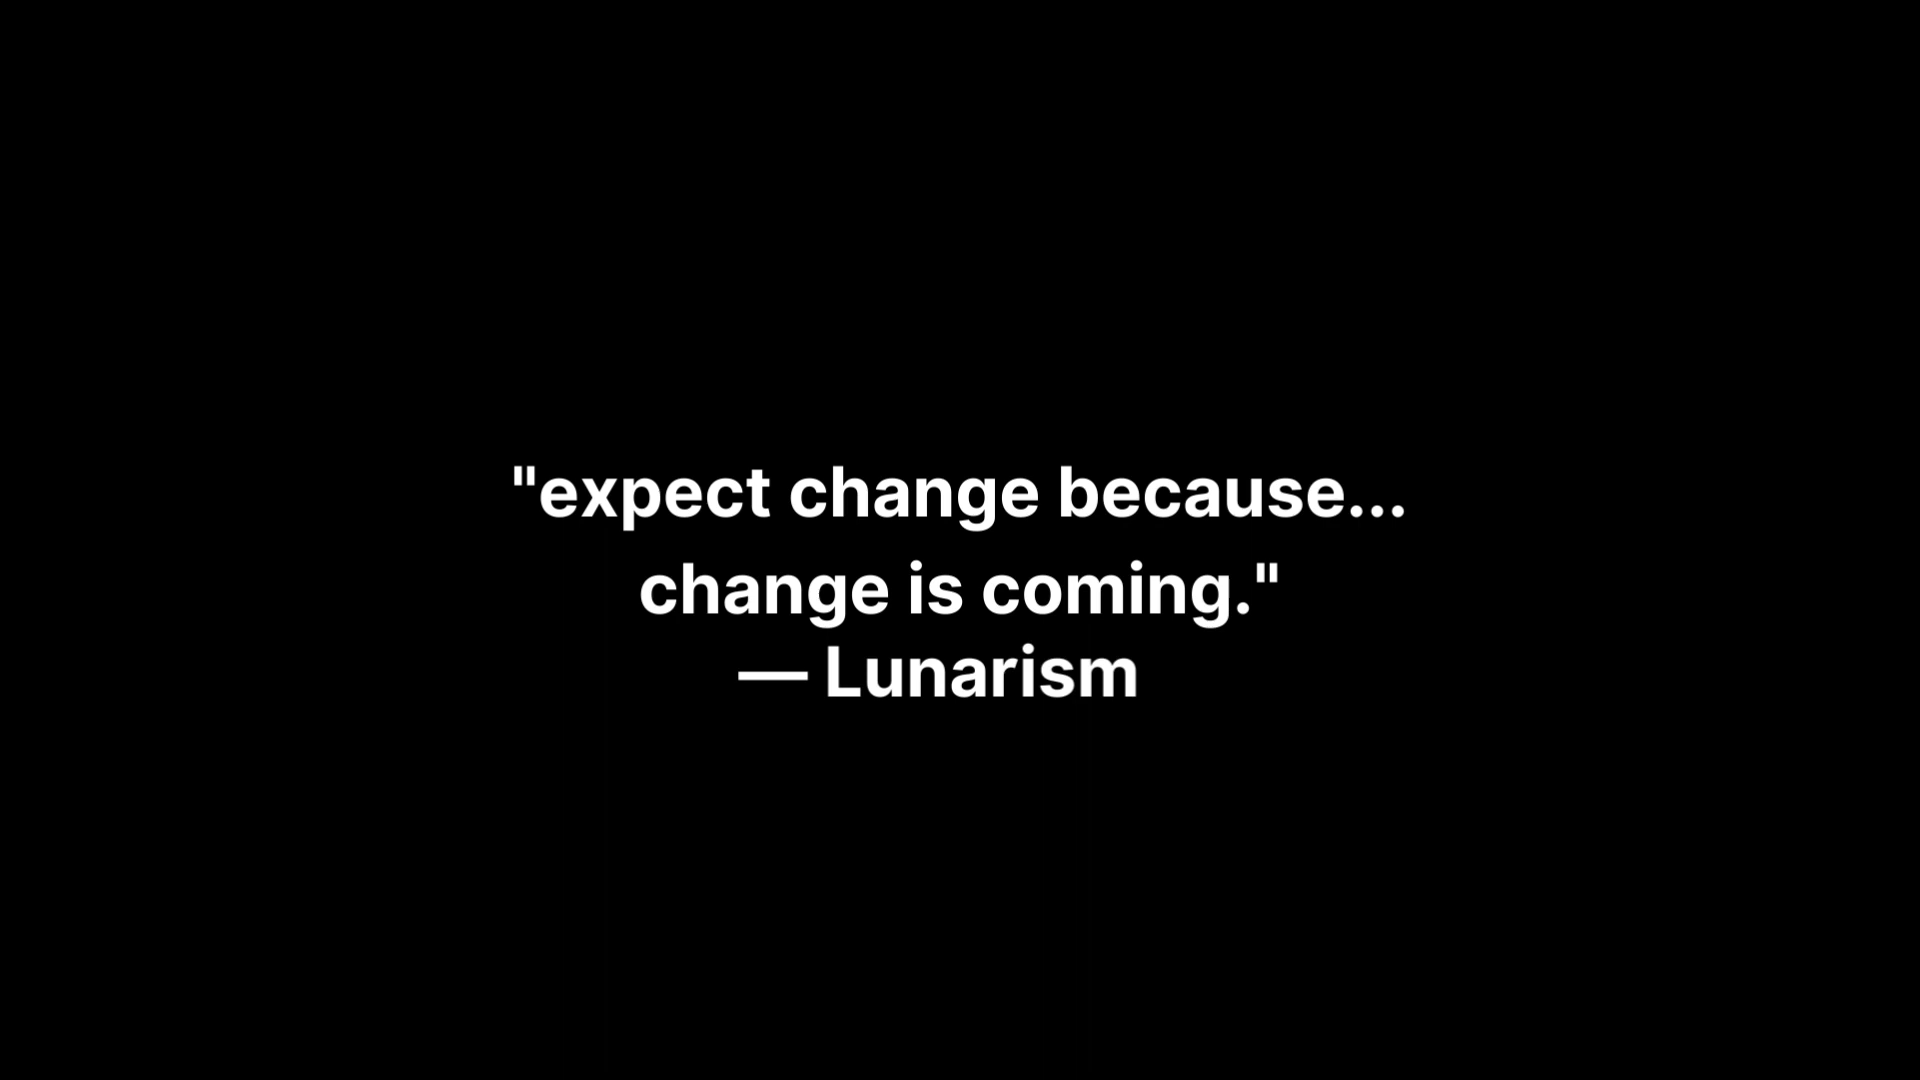 "expect change because...
change is coming."
— Lunarism